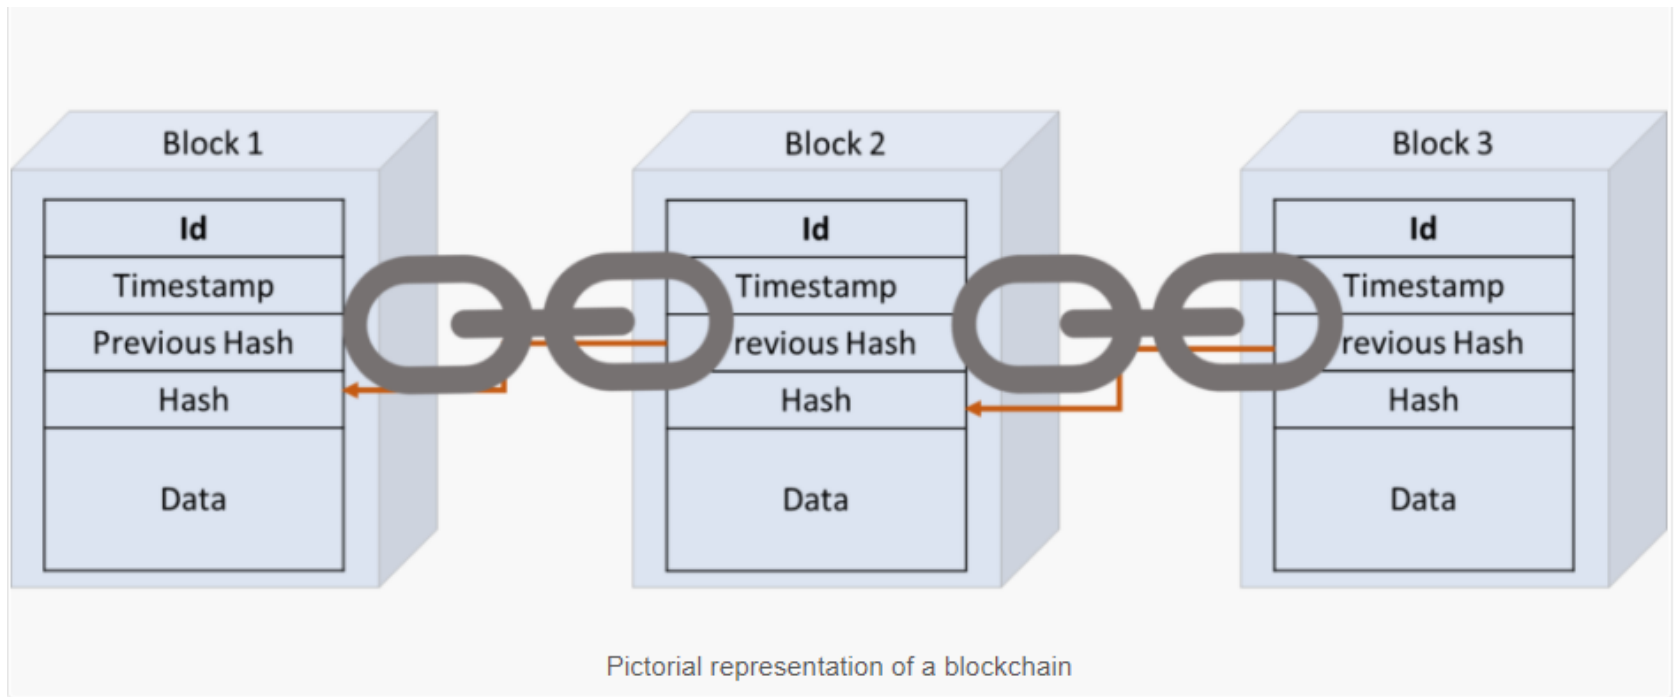 Block 1
Id
Timestamp
Previous Hash
Hash
Data
Block 2
Id
Timestamp
revious Hash
Hash
Data
Block 3
Id
Timestamp
revious Hash
Hash
Data
Pictorial representation of a blockchain